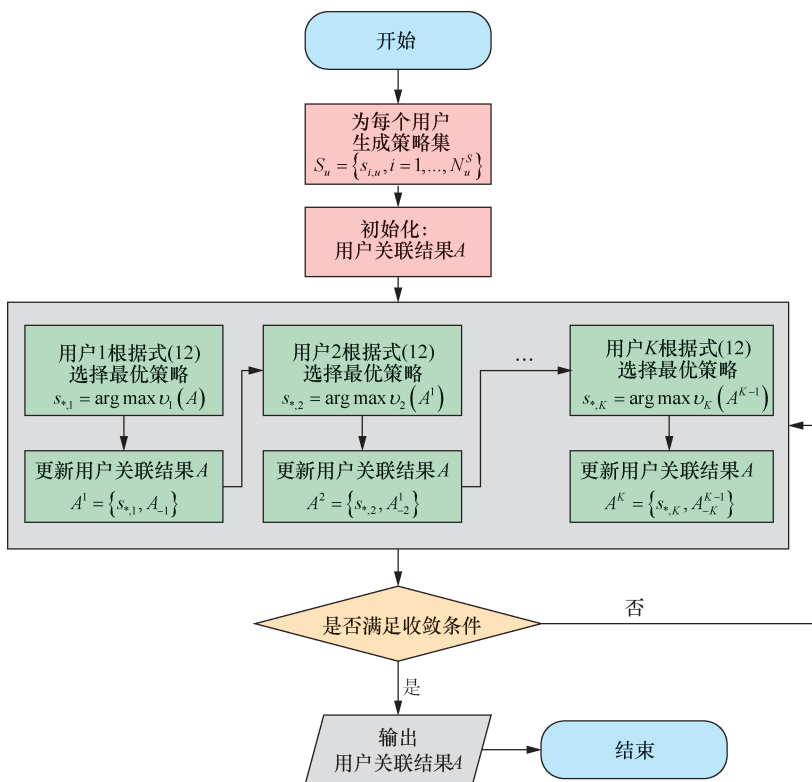 开始
为每个用户
生成策略集
$S_u = \{s_{i,u}, i = 1, ..., N_u^S\}$
初始化：
用户关联结果A
用户1根据式(12)
选择最优策略
$s_{*,1} = \arg\max \upsilon_1 (A)$
更新用户关联结果A
$A^1 = \{s_{*,1}, A_{-1}\}$
用户2根据式(12)
选择最优策略
$s_{*,2} = \arg\max \upsilon_2 (A^1)$
更新用户关联结果A
$A^2 = \{s_{*,2}, A_{-2}^1\}$
…
用户K根据式(12)
选择最优策略
$s_{*,K} = \arg\max \upsilon_K (A^{K-1})$
更新用户关联结果A
$A^K = \{s_{*,K}, A_{-K}^{K-1}\}$
是否满足收敛条件
否
是
输出
用户关联结果A
结束